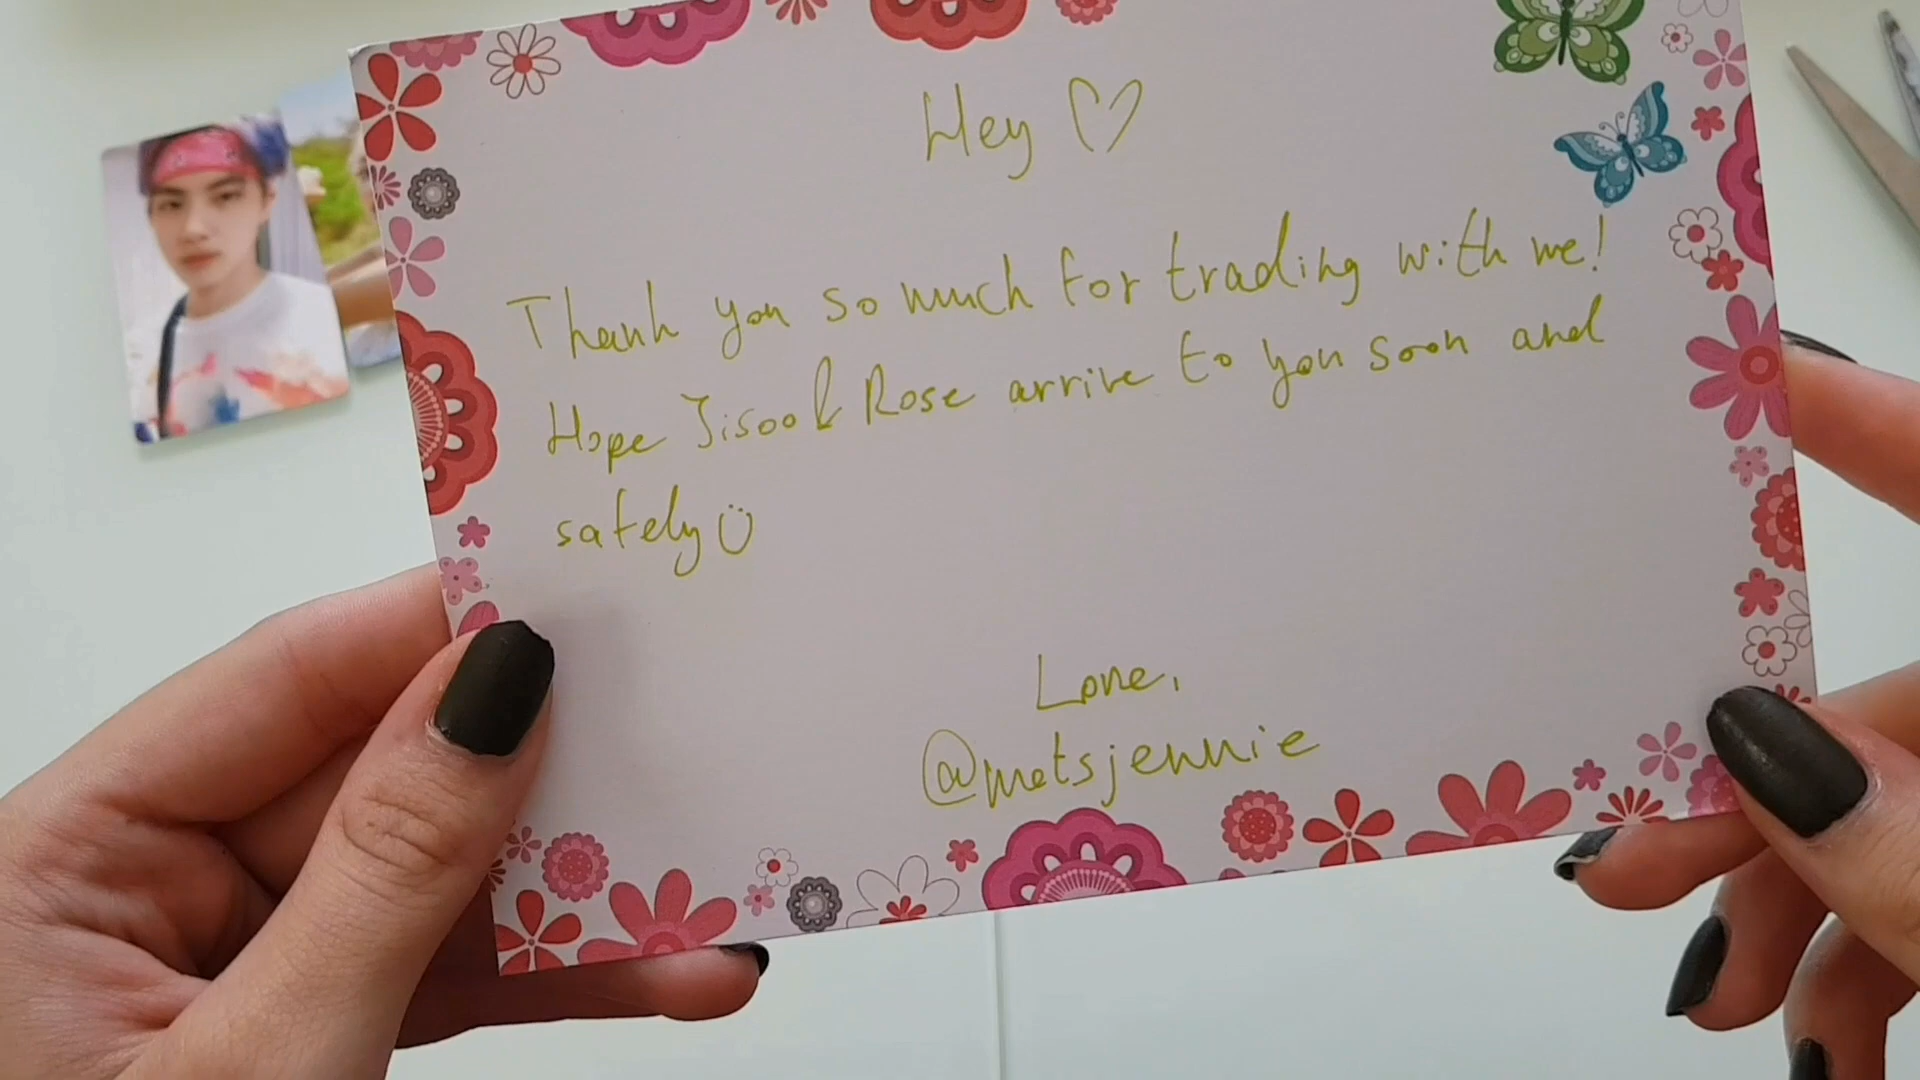 Hey ♡
Thank you so much for trading with me!
Hope Jisoo & Rose arrive to you soon and
safely ü
Love,
@metsjennie